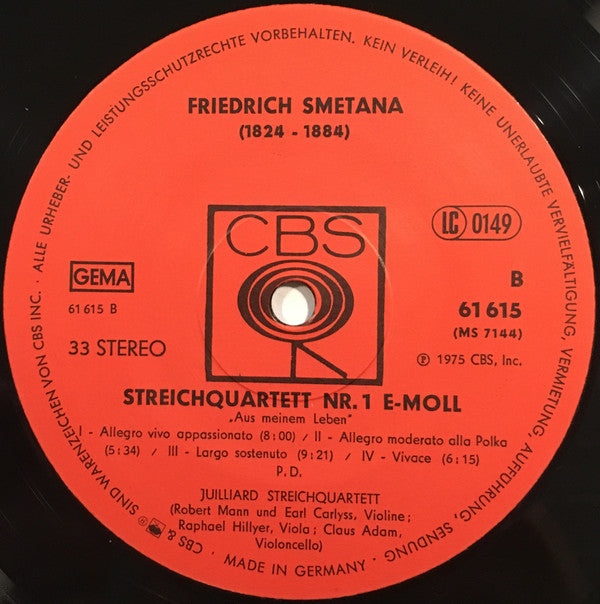 ALLE URHEBER- UND LEISTUNGSSCHUTZRECHTE VORBEHALTEN. KEIN VERLEIH! KEINE UNERLAUBTE VERVIELFÄLTIGUNG, VERMIETUNG, AUFFÜHRUNG, SENDUNG
FRIEDRICH SMETANA
(1824 - 1884)
CBS
LC 0149
GEMA
B
61 615 B
61 615
(MS 7144)
33 STEREO
℗ 1975 CBS, Inc.
STREICHQUARTETT NR. 1 E-MOLL
„Aus meinem Leben"
I - Allegro vivo appassionato (8:00) / II - Allegro moderato alla Polka
(5:34) / III - Largo sostenuto (9:21) / IV - Vivace (6:15)
P. D.
JUILLIARD STREICHQUARTETT
(Robert Mann und Earl Carlyss, Violine;
Raphael Hillyer, Viola; Claus Adam,
Violoncello)
CBS & SIND WARENZEICHEN VON CBS INC. ·
· MADE IN GERMANY ·